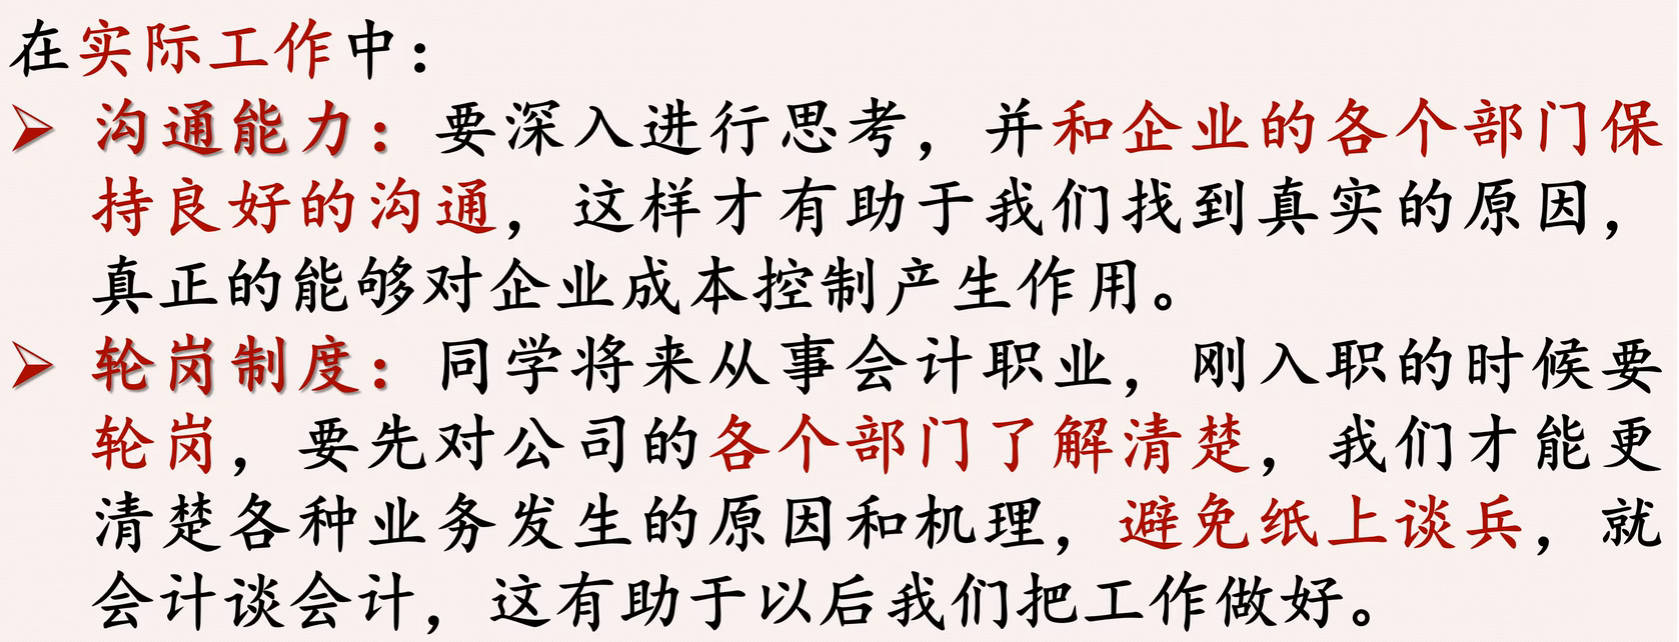 在实际工作中：
➢ 沟通能力：要深入进行思考，并和企业的各个部门保
持良好的沟通，这样才有助于我们找到真实的原因，
真正的能够对企业成本控制产生作用。
➢ 轮岗制度：同学将来从事会计职业，刚入职的时候要
轮岗，要先对公司的各个部门了解清楚，我们才能更
清楚各种业务发生的原因和机理，避免纸上谈兵，就
会计谈会计，这有助于以后我们把工作做好。